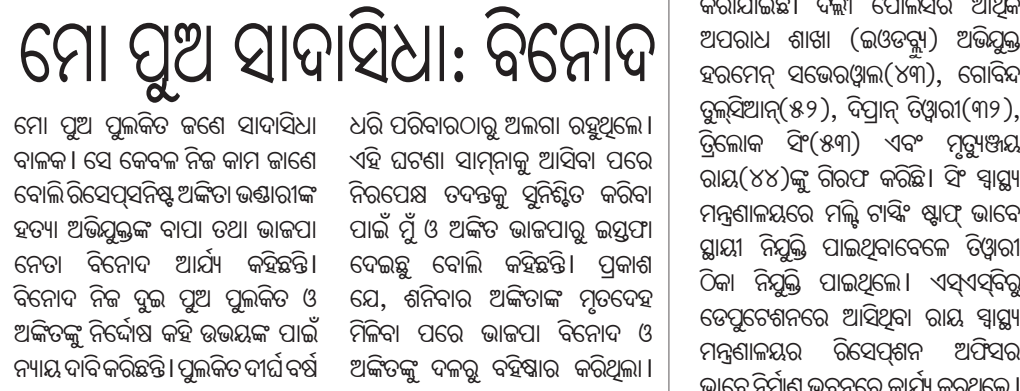 ମୋ ପୁଅ ସାଦାସିଧା: ବିନୋଦ
ମୋ ପୁଅ ପୁଲକିତ ଜଣେ ସାଦାସିଧା
ବାଳକ। ସେ କେବଳ ନିଜ କାମ ଜାଣେ
ବୋଲି ରିସେପ୍‌ସନିଷ୍ଟ ଅଙ୍କିତା ଭଣ୍ଡାରୀଙ୍କ
ହତ୍ୟା ଅଭିଯୁକ୍ତଙ୍କ ବାପା ତଥା ଭାଜପା
ନେତା ବିନୋଦ ଆର୍ଯ୍ୟ କହିଛନ୍ତି।
ବିନୋଦ ନିଜ ଦୁଇ ପୁଅ ପୁଲକିତ ଓ
ଅଙ୍କିତଙ୍କୁ ନିର୍ଦ୍ଦୋଷ କହି ଉଭୟଙ୍କ ପାଇଁ
ନ୍ୟାୟ ଦାବି କରିଛନ୍ତି। ପୁଲକିତ ଦୀର୍ଘ ବର୍ଷ
ଧରି ପରିବାରଠାରୁ ଅଲଗା ରହୁଥିଲେ।
ଏହି ଘଟଣା ସାମ୍ନାକୁ ଆସିବା ପରେ
ନିରପେକ୍ଷ ତଦନ୍ତକୁ ସୁନିଶ୍ଚିତ କରିବା
ପାଇଁ ମୁଁ ଓ ଅଙ୍କିତ ଭାଜପାରୁ ଇସ୍ତଫା
ଦେଇଛୁ ବୋଲି କହିଛନ୍ତି। ପ୍ରକାଶ
ଯେ, ଶନିବାର ଅଙ୍କିତାଙ୍କ ମୃତଦେହ
ମିଳିବା ପରେ ଭାଜପା ବିନୋଦ ଓ
ଅଙ୍କିତଙ୍କୁ ଦଳରୁ ବହିଷ୍କାର କରିଥିଲା।
କରାଯାଇଛି। ଦିଲ୍ଲୀ ପୋଲିସର ଆର୍ଥିକ
ଅପରାଧ ଶାଖା (ଇଓଡବ୍ଲ୍ୟୁ) ଅଭିଯୁକ୍ତ
ହରମେନ୍ ସଭେରୱାଲ(୪୩), ଗୋବିନ୍ଦ
ତୁଲ୍‌ସିଆନ୍(୫୨), ଦିପ୍ରାନ୍ ତିୱାରୀ(୩୨),
ତ୍ରିଲୋକ ସିଂ(୫୩) ଏବଂ ମୃତ୍ୟୁଞ୍ଜୟ
ରାୟ(୪୪)ଙ୍କୁ ଗିରଫ କରିଛି। ସିଂ ସ୍ୱାସ୍ଥ୍ୟ
ମନ୍ତ୍ରଣାଳୟରେ ମଲ୍ଟି ଟାସ୍କିଂ ଷ୍ଟାଫ୍ ଭାବେ
ସ୍ଥାୟୀ ନିଯୁକ୍ତି ପାଇଥିବାବେଳେ ତିୱାରୀ
ଠିକା ନିଯୁକ୍ତି ପାଇଥିଲେ। ଏସ୍ଏସ୍‌ବିରୁ
ଡେପୁଟେଶନରେ ଆସିଥିବା ରାୟ ସ୍ୱାସ୍ଥ୍ୟ
ମନ୍ତ୍ରଣାଳୟର ରିସେପ୍‌ଶନ ଅଫିସର
ଭାବେ ନିର୍ମାଣ ଭବନରେ କାର୍ଯ୍ୟ କରୁଥିଲେ।